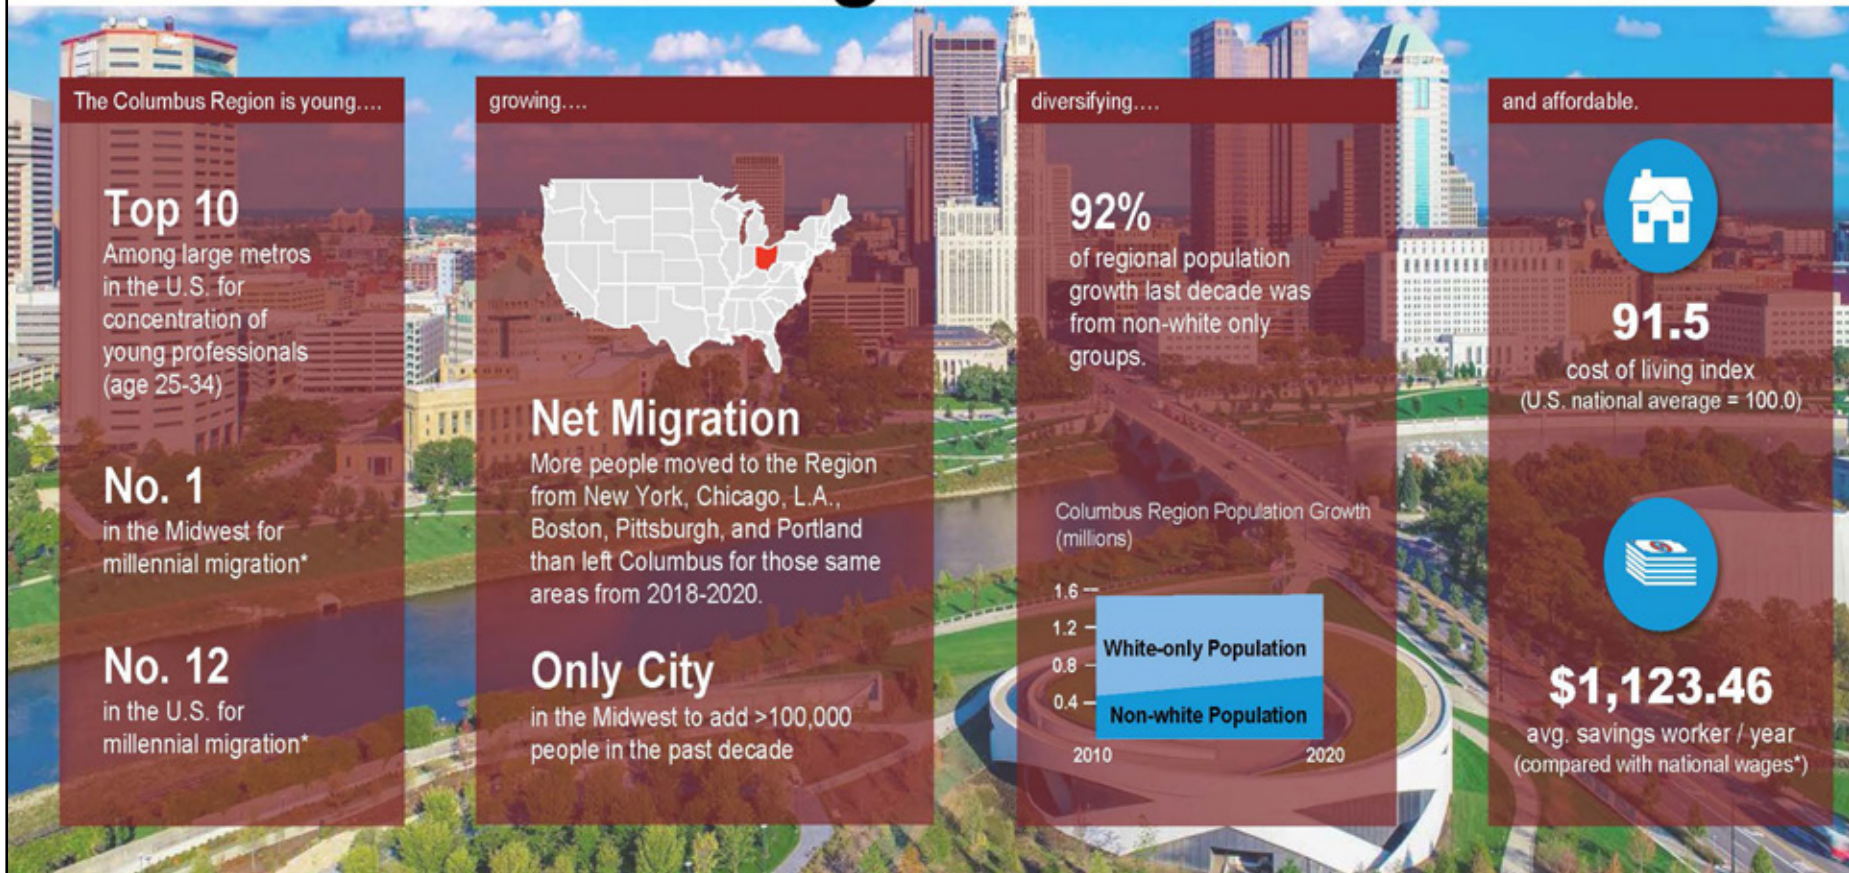 The Columbus Region is young....
Top 10
Among large metros
in the U.S. for
concentration of
young professionals
(age 25-34)
No. 1
in the Midwest for
millennial migration*
No. 12
in the U.S. for
millennial migration*
growing....
Net Migration
More people moved to the Region
from New York, Chicago, L.A.,
Boston, Pittsburgh, and Portland
than left Columbus for those same
areas from 2018-2020.
Only City
in the Midwest to add >100,000
people in the past decade
diversifying....
92%
of regional population
growth last decade was
from non-white only
groups.
Columbus Region Population Growth
(millions)
1.6
1.2
White-only Population
0.8
0.4
Non-white Population
2010 2020
and affordable.
91.5
cost of living index
(U.S. national average = 100.0)
$1,123.46
avg. savings worker / year
(compared with national wages*)